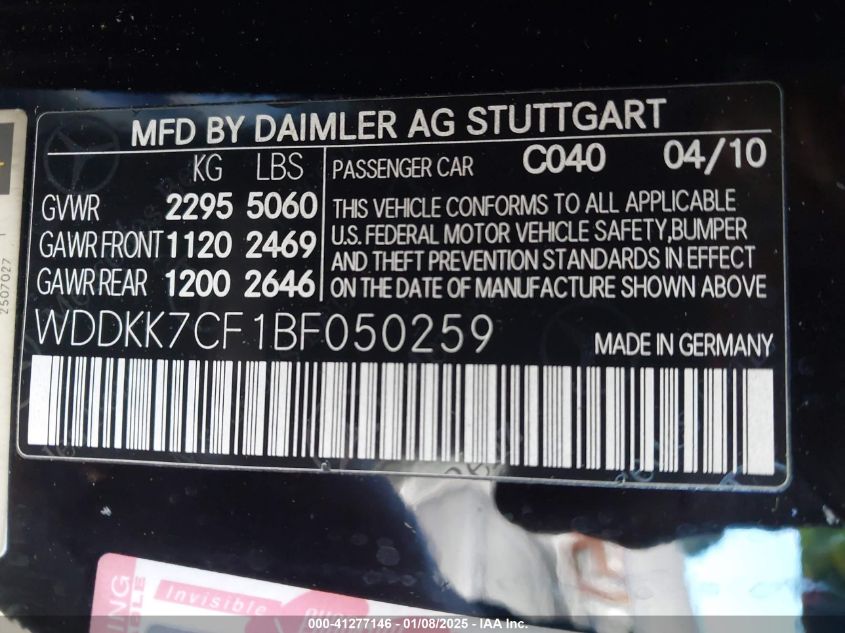 MFD BY DAIMLER AG STUTTGART
KG LBS
GVWR 2295 5060
GAWR FRONT 1120 2469
GAWR REAR 1200 2646
PASSENGER CAR C040 04/10
THIS VEHICLE CONFORMS TO ALL APPLICABLE
U.S. FEDERAL MOTOR VEHICLE SAFETY,BUMPER
AND THEFT PREVENTION STANDARDS IN EFFECT
ON THE DATE OF MANUFACTURE SHOWN ABOVE
WDDKK7CF1BF050259
MADE IN GERMANY
2507027
Invisible
000-41277146 - 01/08/2025 - IAA Inc.